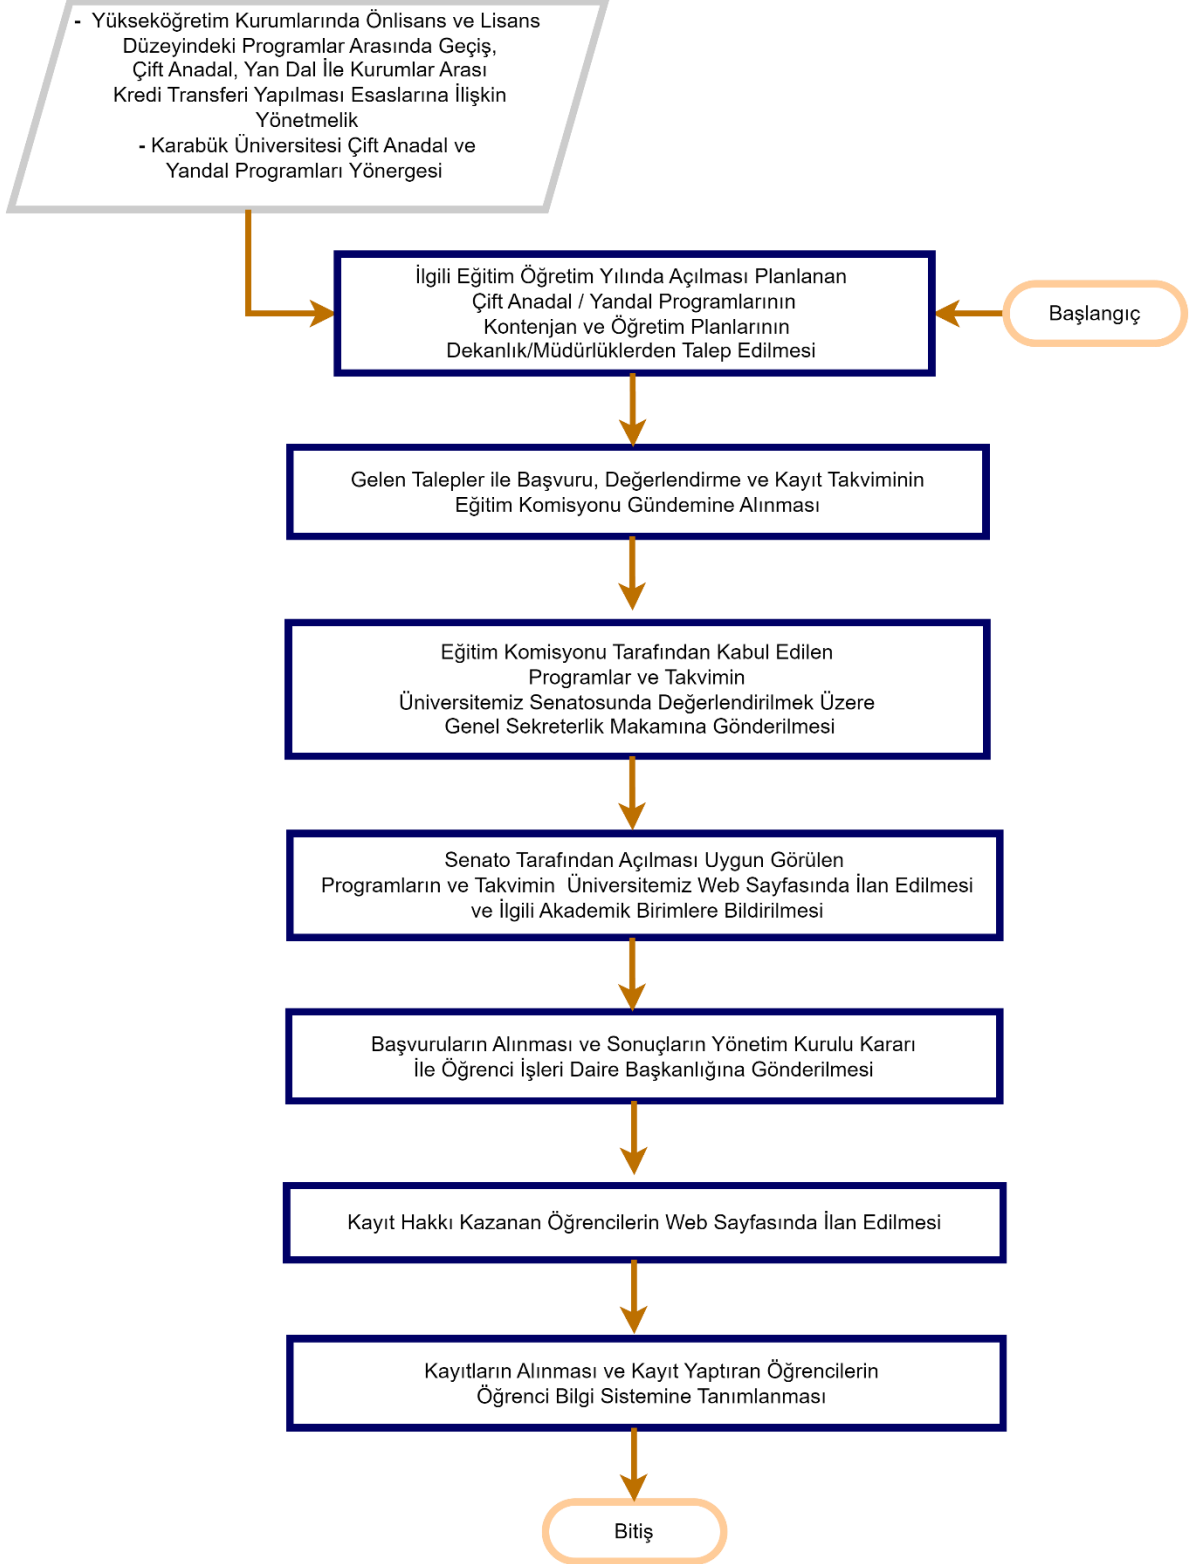 - Yükseköğretim Kurumlarında Önlisans ve Lisans
Düzeyindeki Programlar Arasında Geçiş,
Çift Anadal, Yan Dal İle Kurumlar Arası
Kredi Transferi Yapılması Esaslarına İlişkin
Yönetmelik
- Karabük Üniversitesi Çift Anadal ve
Yandal Programları Yönergesi
İlgili Eğitim Öğretim Yılında Açılması Planlanan
Çift Anadal / Yandal Programlarının
Kontenjan ve Öğretim Planlarının
Dekanlık/Müdürlüklerden Talep Edilmesi
Başlangıç
Gelen Talepler ile Başvuru, Değerlendirme ve Kayıt Takviminin
Eğitim Komisyonu Gündemine Alınması
Eğitim Komisyonu Tarafından Kabul Edilen
Programlar ve Takvimin
Üniversitemiz Senatosunda Değerlendirilmek Üzere
Genel Sekreterlik Makamına Gönderilmesi
Senato Tarafından Açılması Uygun Görülen
Programların ve Takvimin Üniversitemiz Web Sayfasında İlan Edilmesi
ve İlgili Akademik Birimlere Bildirilmesi
Başvuruların Alınması ve Sonuçların Yönetim Kurulu Kararı
İle Öğrenci İşleri Daire Başkanlığına Gönderilmesi
Kayıt Hakkı Kazanan Öğrencilerin Web Sayfasında İlan Edilmesi
Kayıtların Alınması ve Kayıt Yaptıran Öğrencilerin
Öğrenci Bilgi Sistemine Tanımlanması
Bitiş